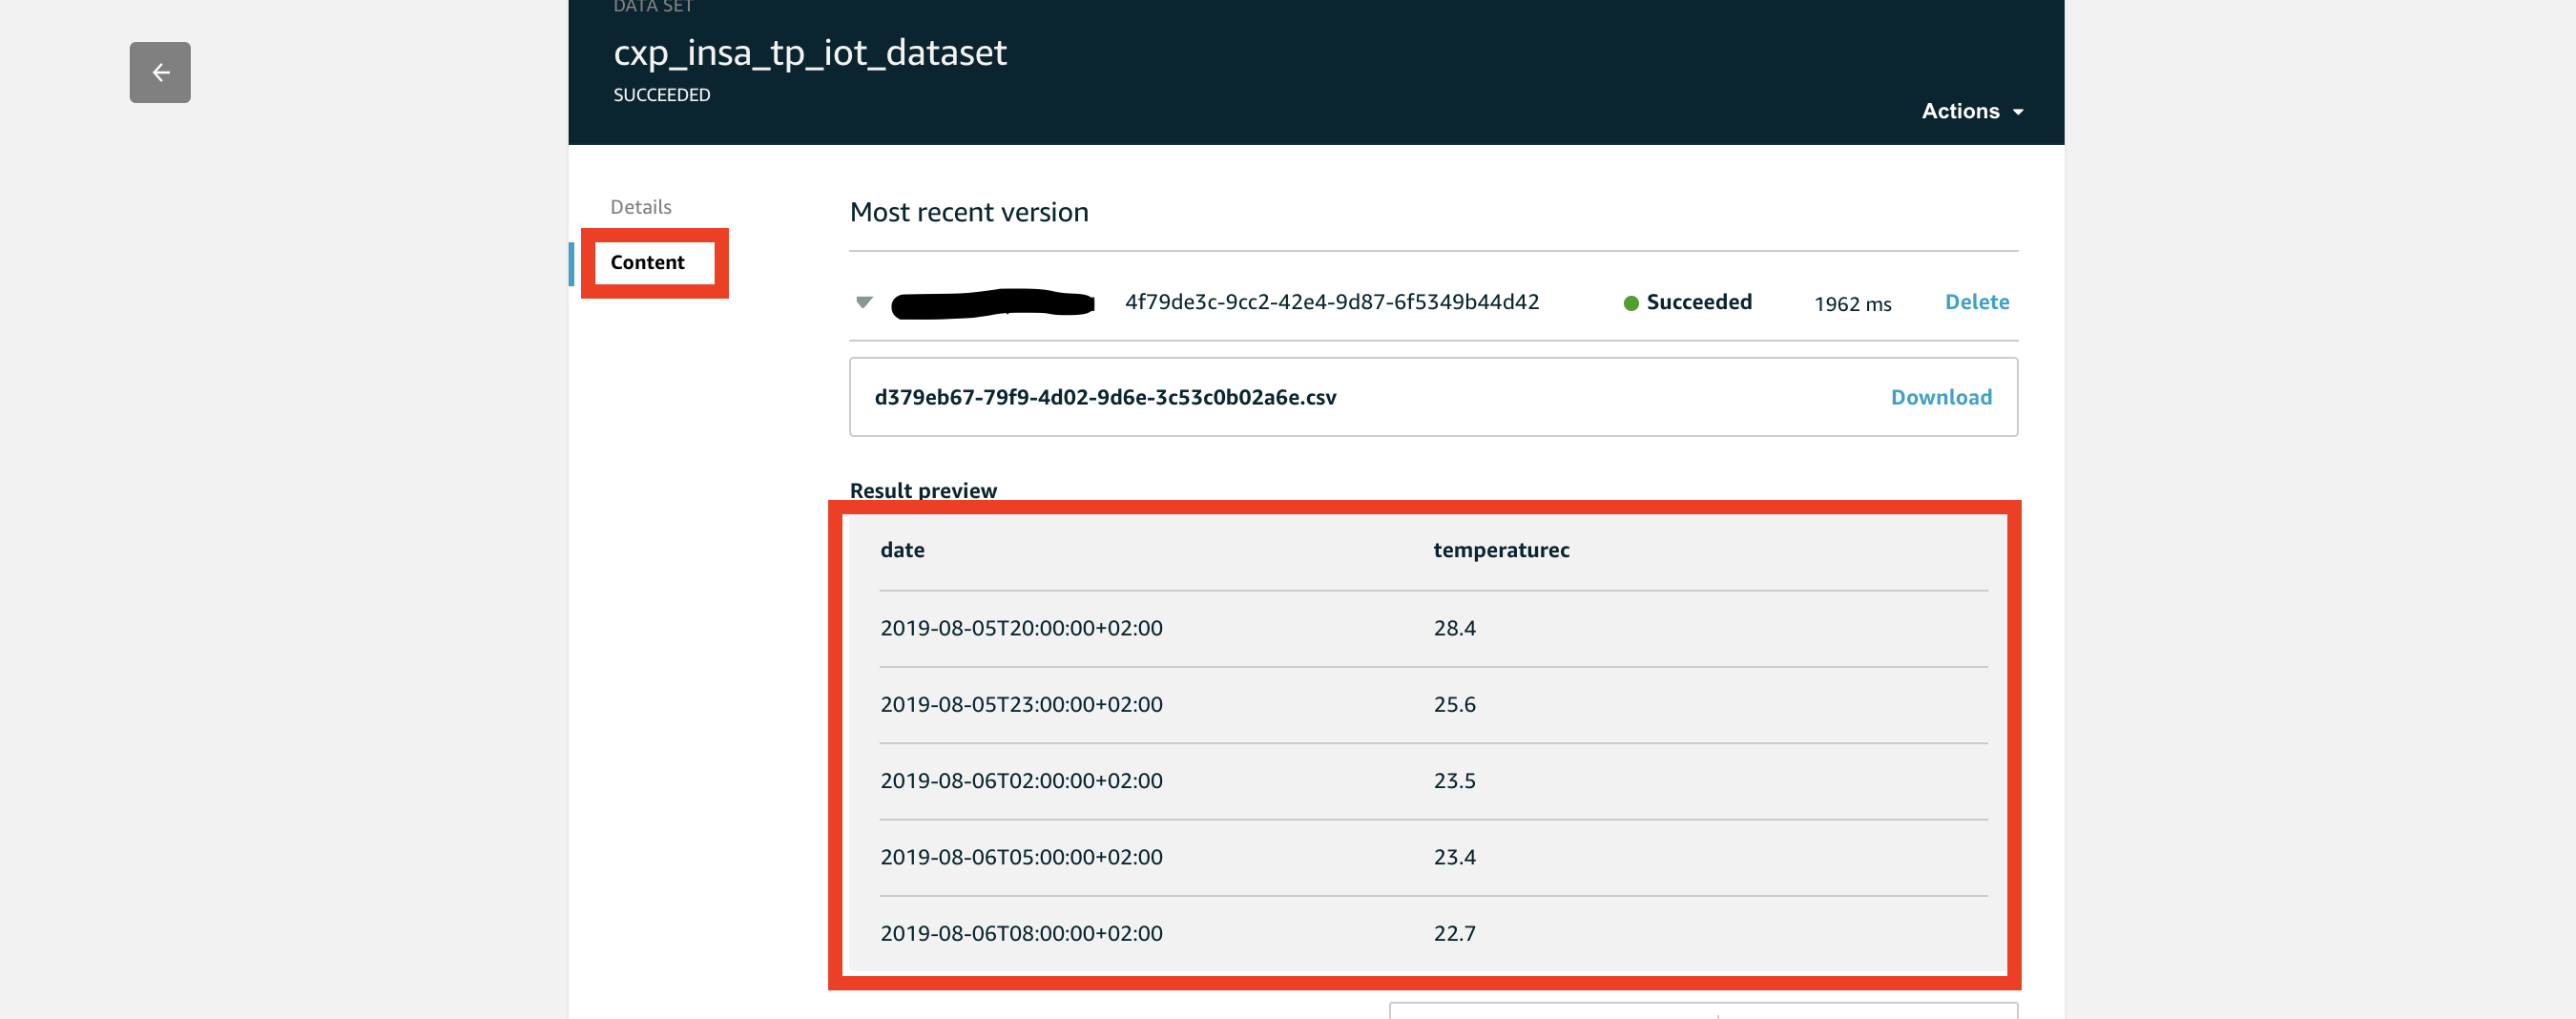 DATA SET
cxp_insa_tp_iot_dataset
SUCCEEDED
Actions
Details
Content
Most recent version
4f79de3c-9cc2-42e4-9d87-6f5349b44d42 Succeeded 1962 ms Delete
d379eb67-79f9-4d02-9d6e-3c53c0b02a6e.csv Download
Result preview
date temperaturec
2019-08-05T20:00:00+02:00 28.4
2019-08-05T23:00:00+02:00 25.6
2019-08-06T02:00:00+02:00 23.5
2019-08-06T05:00:00+02:00 23.4
2019-08-06T08:00:00+02:00 22.7